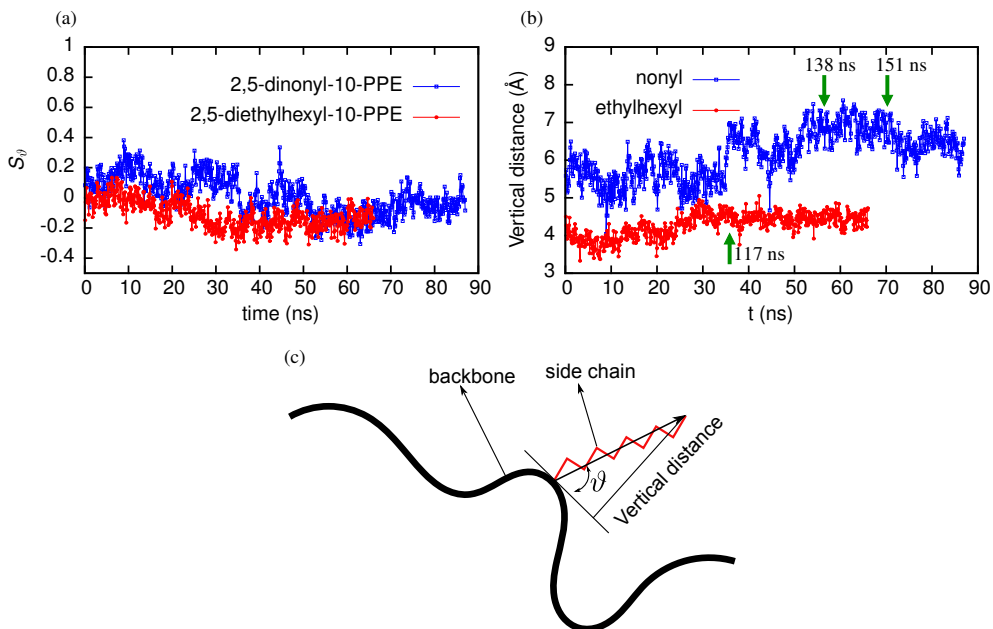 (a)
1
0.8
0.6
0.4
0.2
0
-0.2
-0.4
S𝜗
2,5-dinonyl-10-PPE
2,5-diethylhexyl-10-PPE
0 10 20 30 40 50 60 70 80 90
time (ns)
(b)
9
8
7
6
5
4
3
Vertical distance (Å)
nonyl
ethylhexyl
138 ns
151 ns
117 ns
0 10 20 30 40 50 60 70 80 90
t (ns)
(c)
backbone
side chain
𝜗
Vertical distance